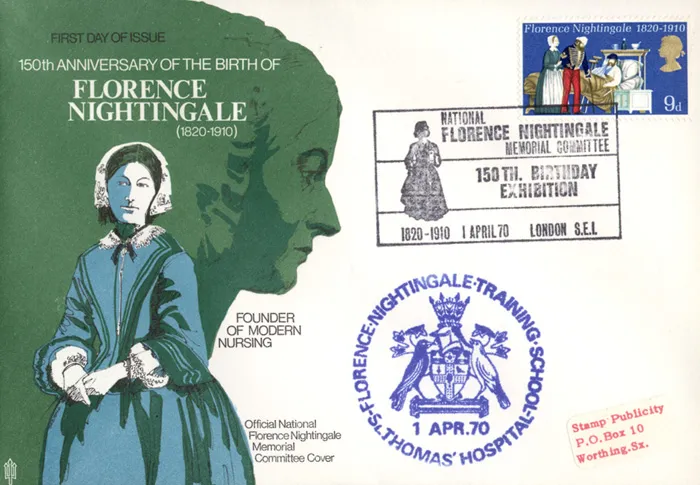 FIRST DAY OF ISSUE
150th ANNIVERSARY OF THE BIRTH OF
FLORENCE
NIGHTINGALE
(1820-1910)
FOUNDER
OF MODERN
NURSING
Official National
Florence Nightingale
Memorial
Committee Cover
Florence Nightingale 1820-1910
9d
NATIONAL
FLORENCE NIGHTINGALE
MEMORIAL COMMITTEE
150TH. BIRTHDAY
EXHIBITION
1820-1910 1 APRIL 70 LONDON S.E.1.
FLORENCE·NIGHTINGALE·TRAINING·SCHOOL·
St THOMAS' HOSPITAL·
1 APR.70
Stamp Publicity
P.O. Box 10
Worthing.Sx.